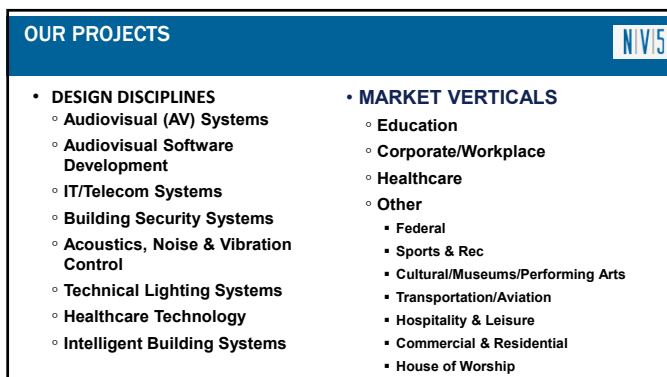 OUR PROJECTS
N|V|5
• DESIGN DISCIPLINES
○ Audiovisual (AV) Systems
○ Audiovisual Software
Development
○ IT/Telecom Systems
○ Building Security Systems
○ Acoustics, Noise & Vibration
Control
○ Technical Lighting Systems
○ Healthcare Technology
○ Intelligent Building Systems
• MARKET VERTICALS
○ Education
○ Corporate/Workplace
○ Healthcare
○ Other
▪ Federal
▪ Sports & Rec
▪ Cultural/Museums/Performing Arts
▪ Transportation/Aviation
▪ Hospitality & Leisure
▪ Commercial & Residential
▪ House of Worship